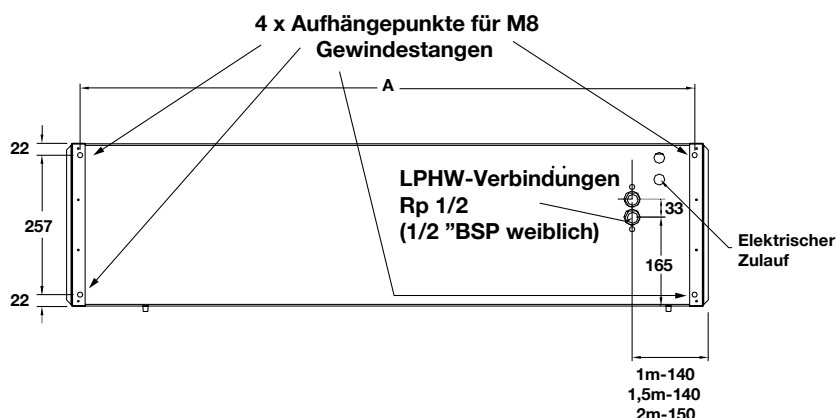 4 x Aufhängepunkte für M8
Gewindestangen
A
22
LPHW-Verbindungen
Rp 1/2
(1/2 ”BSP weiblich)
33
257
Elektrischer
Zulauf
165
22
1m-140
1,5m-140
2m-150